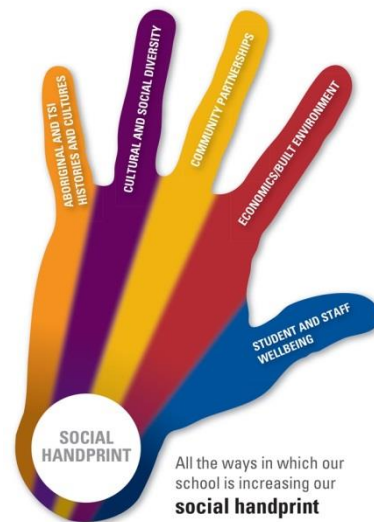 ABORIGINAL AND TSI
HISTORIES AND CULTURES
CULTURAL AND SOCIAL DIVERSITY
COMMUNITY PARTNERSHIPS
ECONOMICS/BUILT ENVIRONMENT
STUDENT AND STAFF
WELLBEING
SOCIAL
HANDPRINT
All the ways in which our
school is increasing our
social handprint